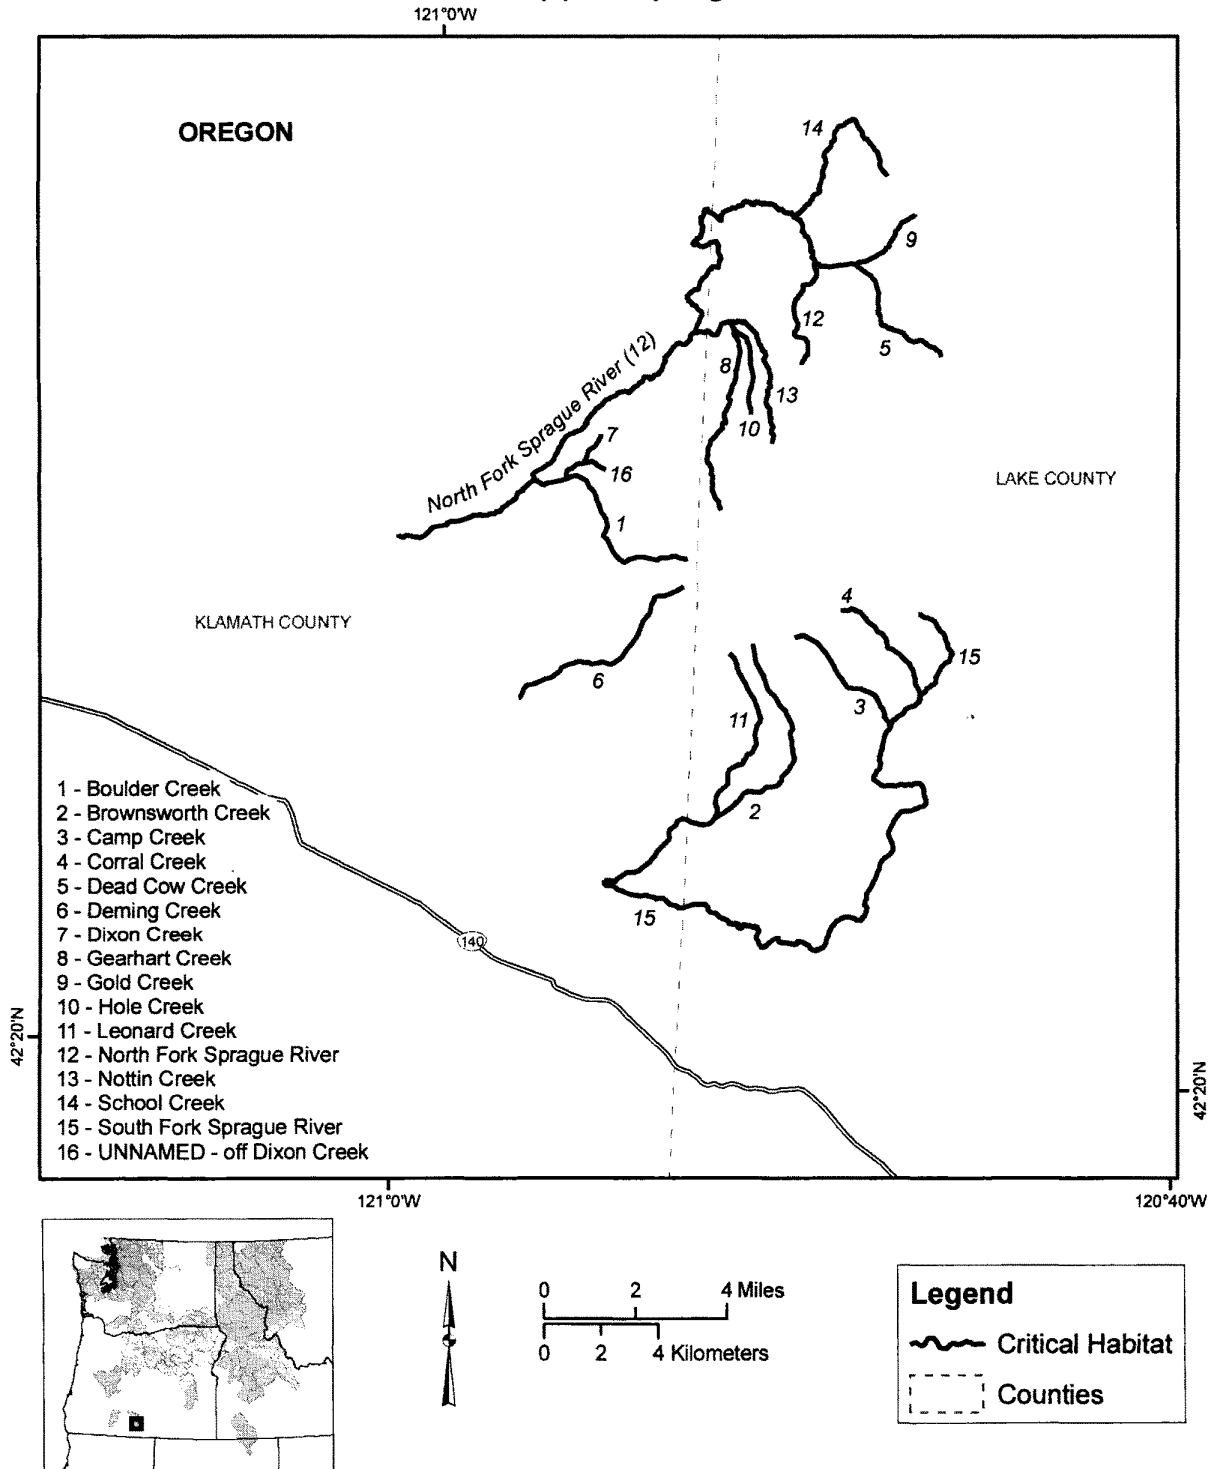 121°0'W
OREGON
14
9
12
5
North Fork Sprague River (12)
8
13
10
7
16
1
LAKE COUNTY
KLAMATH COUNTY
4
15
6
3
11
2
15
140
1 - Boulder Creek
2 - Brownsworth Creek
3 - Camp Creek
4 - Corral Creek
5 - Dead Cow Creek
6 - Deming Creek
7 - Dixon Creek
8 - Gearhart Creek
9 - Gold Creek
10 - Hole Creek
11 - Leonard Creek
12 - North Fork Sprague River
13 - Nottin Creek
14 - School Creek
15 - South Fork Sprague River
16 - UNNAMED - off Dixon Creek
42°20'N
42°20'N
121°0'W
120°40'W
N
0 2 4 Miles
0 2 4 Kilometers
Legend
Critical Habitat
Counties